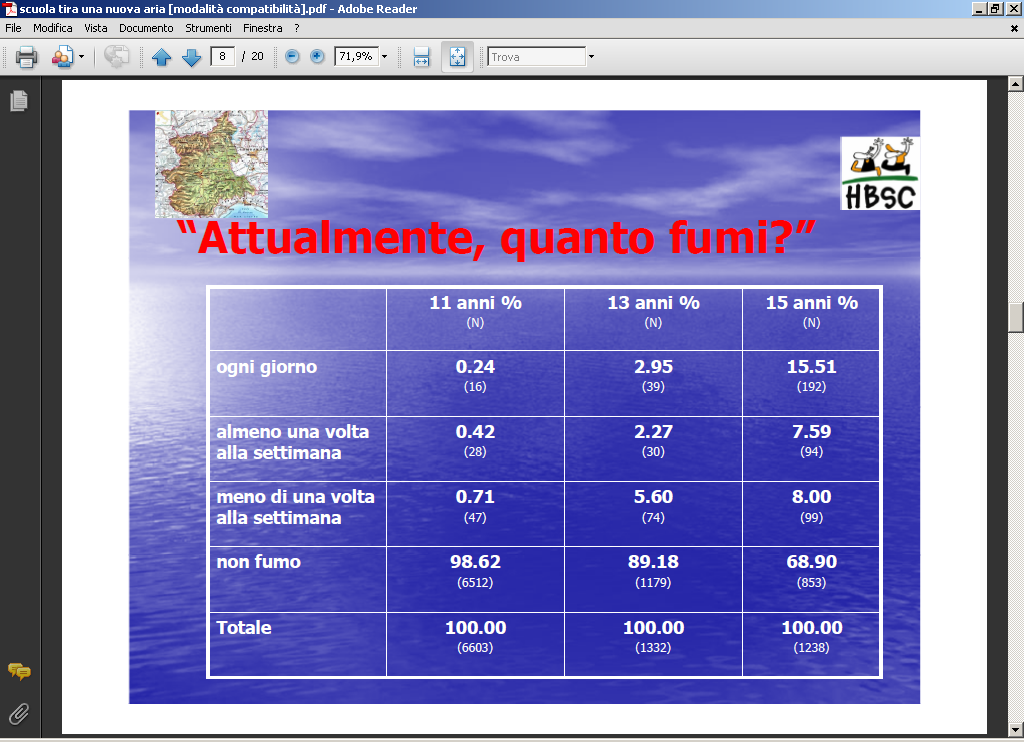 scuola tira una nuova aria [modalità compatibilità].pdf - Adobe Reader
File Modifica Vista Documento Strumenti Finestra ?
8 / 20 71,9% Trova
HBSC
“Attualmente, quanto fumi?”
11 anni % 13 anni % 15 anni %
(N) (N) (N)
ogni giorno 0.24 2.95 15.51
(16) (39) (192)
almeno una volta 0.42 2.27 7.59
alla settimana (28) (30) (94)
meno di una volta 0.71 5.60 8.00
alla settimana (47) (74) (99)
non fumo 98.62 89.18 68.90
(6512) (1179) (853)
Totale 100.00 100.00 100.00
(6603) (1332) (1238)